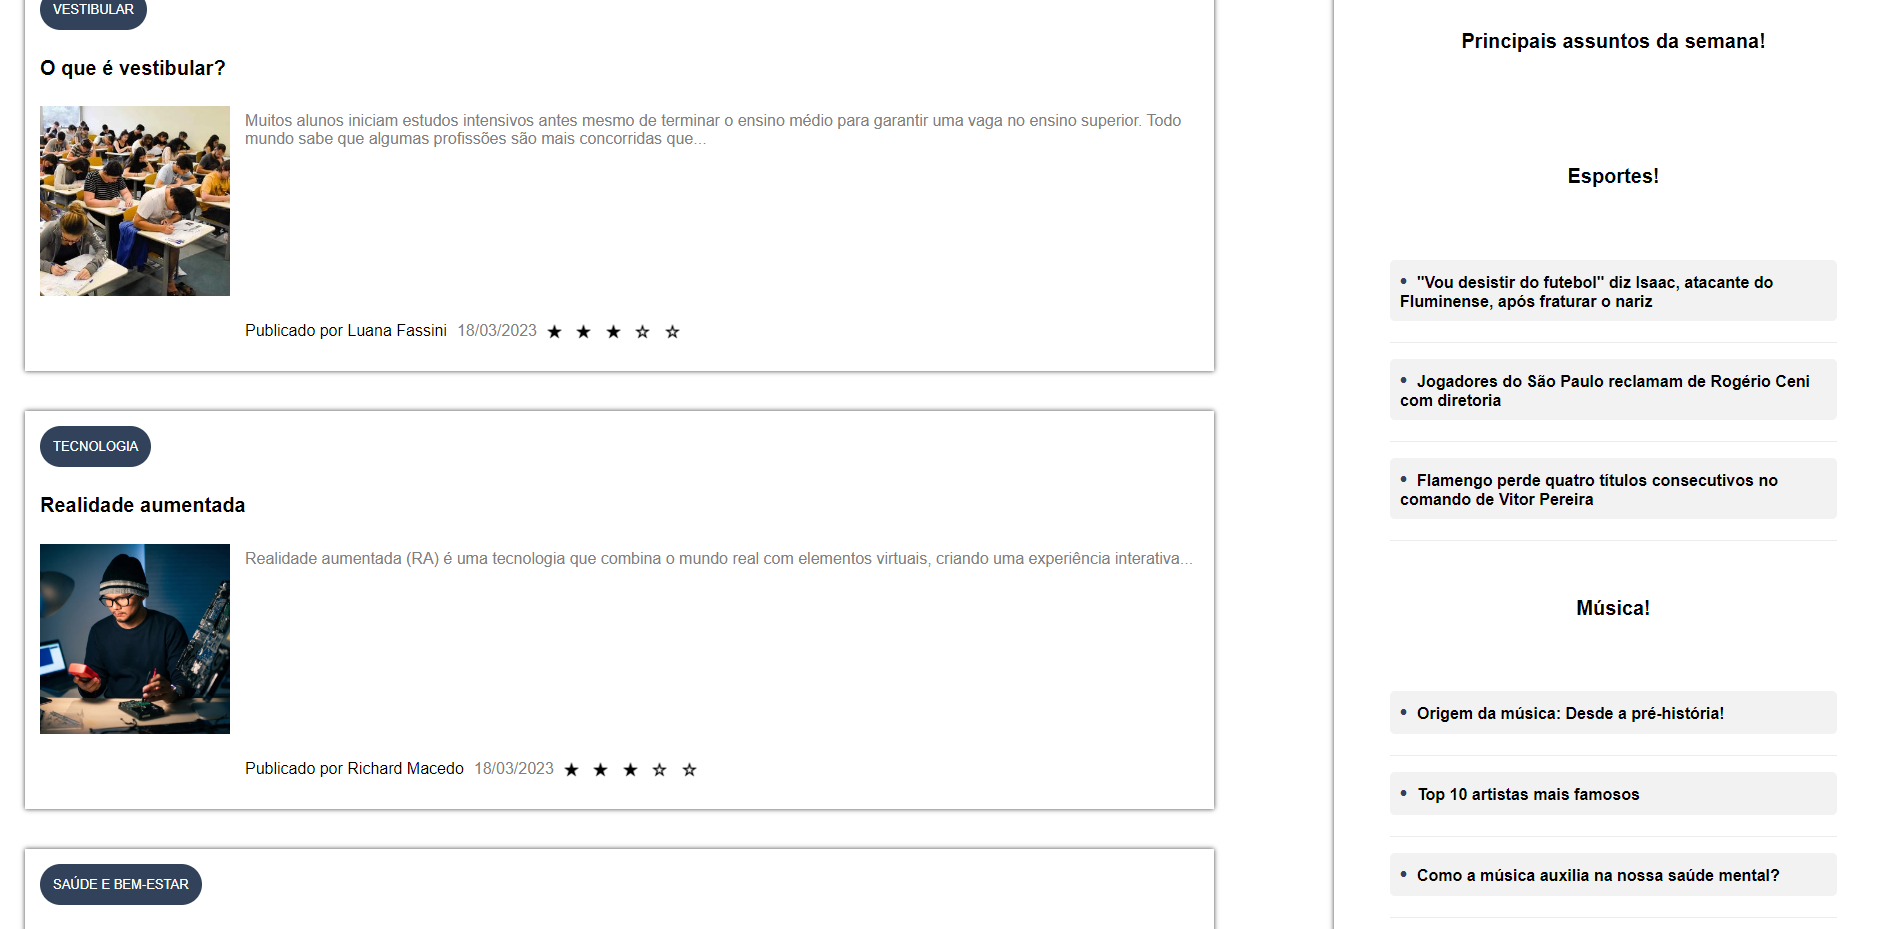 VESTIBULAR
O que é vestibular?
Muitos alunos iniciam estudos intensivos antes mesmo de terminar o ensino médio para garantir uma vaga no ensino superior. Todo
mundo sabe que algumas profissões são mais concorridas que...
Publicado por Luana Fassini 18/03/2023 ★ ★ ★ ☆ ☆
TECNOLOGIA
Realidade aumentada
Realidade aumentada (RA) é uma tecnologia que combina o mundo real com elementos virtuais, criando uma experiência interativa...
Publicado por Richard Macedo 18/03/2023 ★ ★ ★ ☆ ☆
SAÚDE E BEM-ESTAR
Principais assuntos da semana!
Esportes!
• "Vou desistir do futebol" diz Isaac, atacante do
Fluminense, após fraturar o nariz
• Jogadores do São Paulo reclamam de Rogério Ceni
com diretoria
• Flamengo perde quatro títulos consecutivos no
comando de Vitor Pereira
Música!
• Origem da música: Desde a pré-história!
• Top 10 artistas mais famosos
• Como a música auxilia na nossa saúde mental?